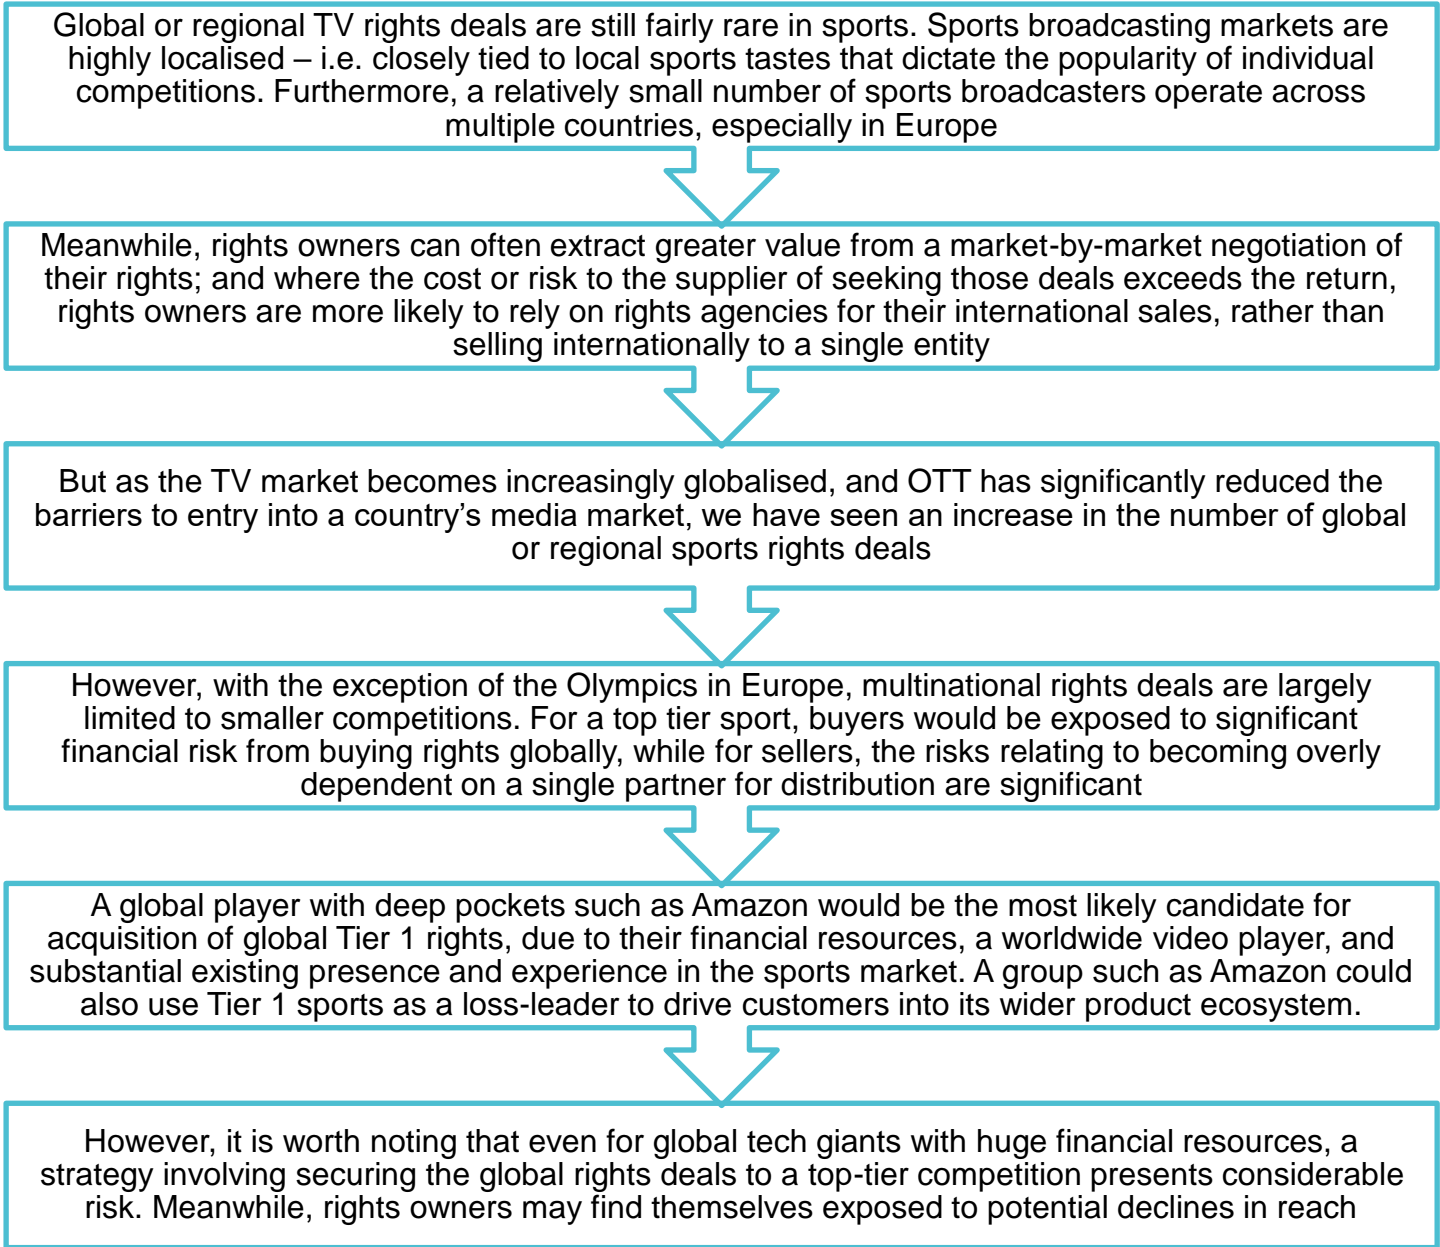 Global or regional TV rights deals are still fairly rare in sports. Sports broadcasting markets are
highly localised – i.e. closely tied to local sports tastes that dictate the popularity of individual
competitions. Furthermore, a relatively small number of sports broadcasters operate across
multiple countries, especially in Europe
Meanwhile, rights owners can often extract greater value from a market-by-market negotiation of
their rights; and where the cost or risk to the supplier of seeking those deals exceeds the return,
rights owners are more likely to rely on rights agencies for their international sales, rather than
selling internationally to a single entity
But as the TV market becomes increasingly globalised, and OTT has significantly reduced the
barriers to entry into a country’s media market, we have seen an increase in the number of global
or regional sports rights deals
However, with the exception of the Olympics in Europe, multinational rights deals are largely
limited to smaller competitions. For a top tier sport, buyers would be exposed to significant
financial risk from buying rights globally, while for sellers, the risks relating to becoming overly
dependent on a single partner for distribution are significant
A global player with deep pockets such as Amazon would be the most likely candidate for
acquisition of global Tier 1 rights, due to their financial resources, a worldwide video player, and
substantial existing presence and experience in the sports market. A group such as Amazon could
also use Tier 1 sports as a loss-leader to drive customers into its wider product ecosystem.
However, it is worth noting that even for global tech giants with huge financial resources, a
strategy involving securing the global rights deals to a top-tier competition presents considerable
risk. Meanwhile, rights owners may find themselves exposed to potential declines in reach